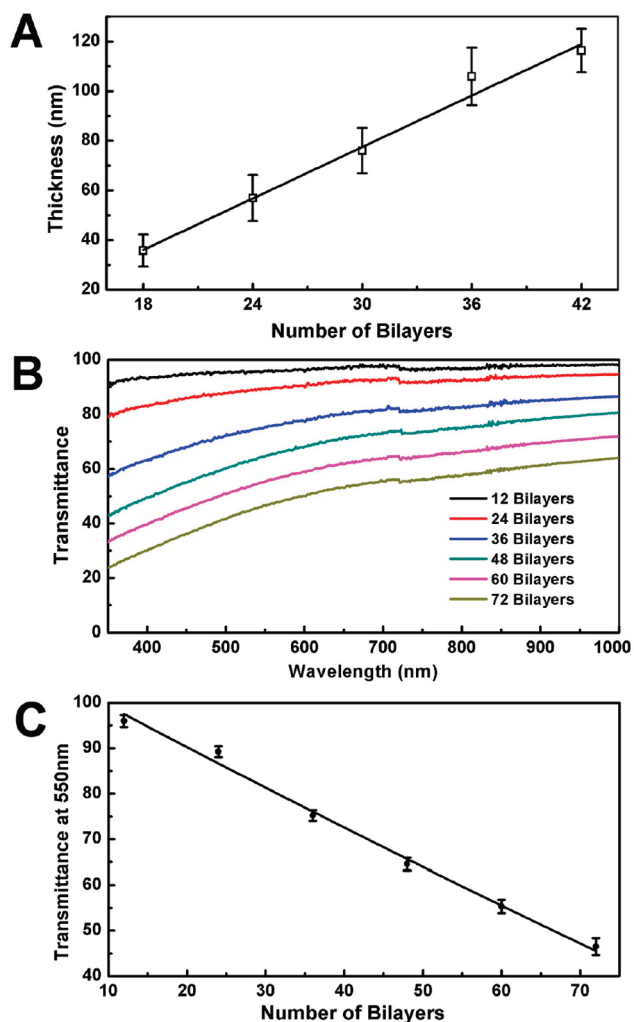 A
Thickness (nm)
120
100
80
60
40
20
18 24 30 36 42
Number of Bilayers
B
Transmittance
100
80
60
40
20
0
12 Bilayers
24 Bilayers
36 Bilayers
48 Bilayers
60 Bilayers
72 Bilayers
400 500 600 700 800 900 1000
Wavelength (nm)
C
Transmittance at 550nm
100
90
80
70
60
50
40
10 20 30 40 50 60 70
Number of Bilayers